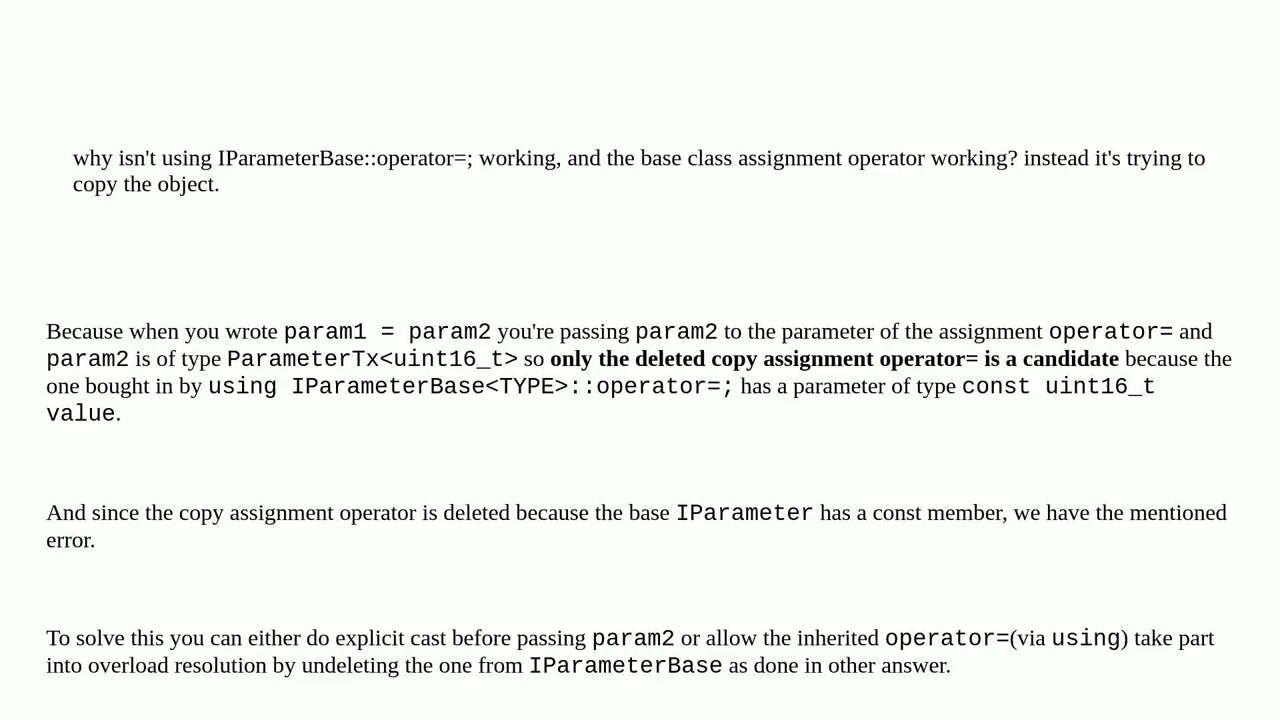 why isn't using IParameterBase::operator=; working, and the base class assignment operator working? instead it's trying to
copy the object.
Because when you wrote param1 = param2 you're passing param2 to the parameter of the assignment operator= and
param2 is of type ParameterTx<uint16_t> so only the deleted copy assignment operator= is a candidate because the
one bought in by using IParameterBase<TYPE>::operator=; has a parameter of type const uint16_t
value.
And since the copy assignment operator is deleted because the base IParameter has a const member, we have the mentioned
error.
To solve this you can either do explicit cast before passing param2 or allow the inherited operator=(via using) take part
into overload resolution by undeleting the one from IParameterBase as done in other answer.